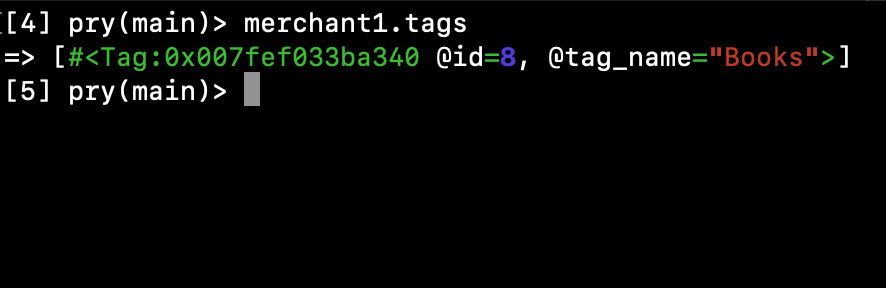 [4] pry(main)> merchant1.tags
=> [#<Tag:0x007fef033ba340 @id=8, @tag_name="Books">]
[5] pry(main)>